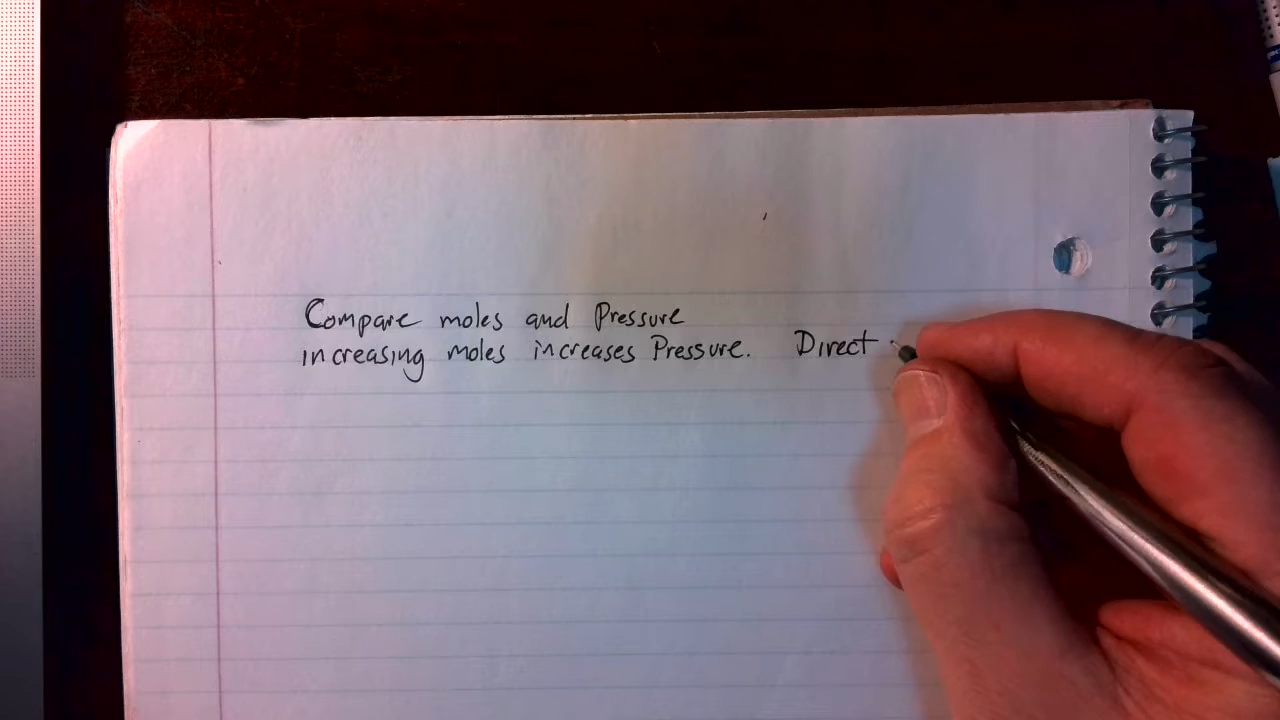 Compare moles and Pressure
increasing moles increases Pressure. Direct